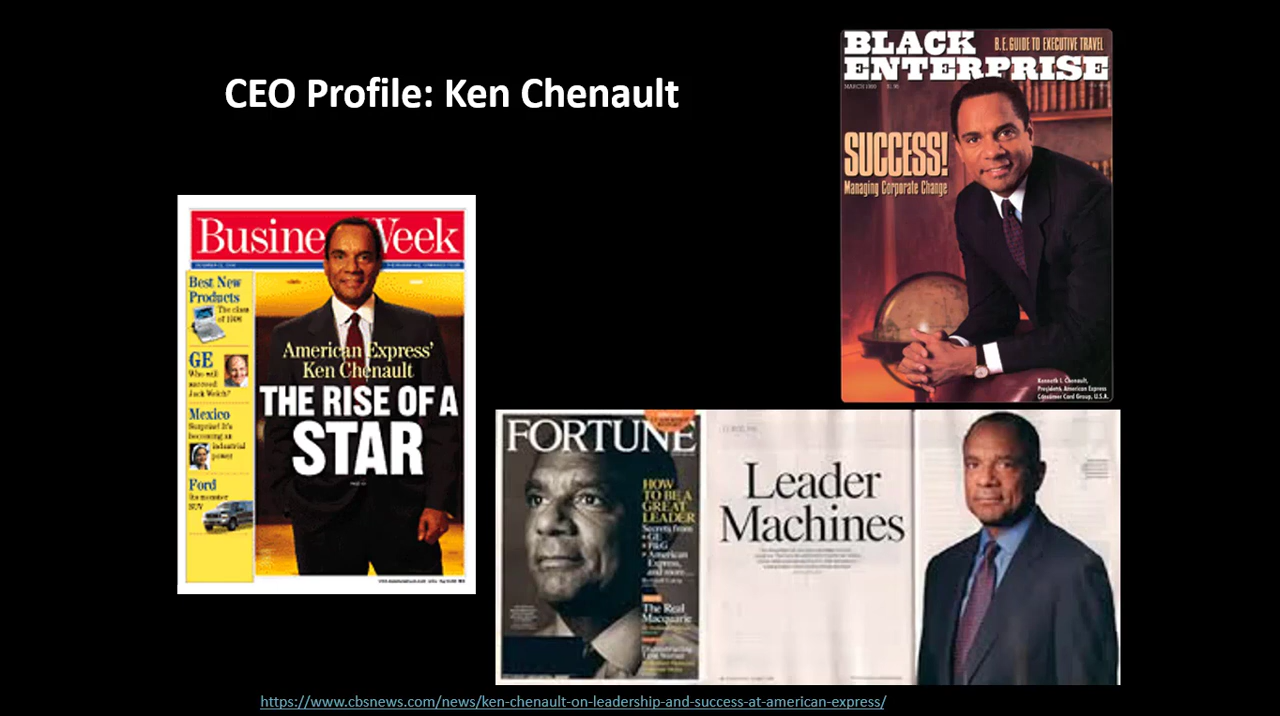 CEO Profile: Ken Chenault
BLACK
ENTERPRISE
B.E. GUIDE TO EXECUTIVE TRAVEL
SUCCESS!
Managing Corporate Change
Kenneth I. Chenault,
President, American Express
Consumer Card Group, U.S.A.
BusinessWeek
Best New
Products
The class
of 1998
GE
Who will
succeed
Jack Welch?
Mexico
Surprise! It's
becoming an
industrial
power
Ford
Its monster
SUV
American Express'
Ken Chenault
THE RISE OF A
STAR
FORTUNE
HOW
TO BE A
GREAT
LEADER
Secrets from
GE
P&G
American
Express,
and more
The Real
Macquarie
Leader
Machines
https://www.cbsnews.com/news/ken-chenault-on-leadership-and-success-at-american-express/